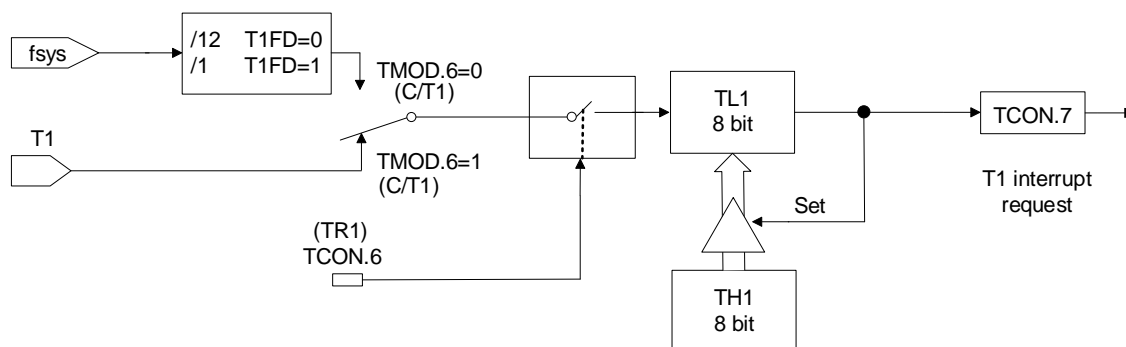 fsys
/12 T1FD=0
/1 T1FD=1
TMOD.6=0
(C/T1)
T1
TMOD.6=1
(C/T1)
(TR1)
TCON.6
TL1
8 bit
Set
TH1
8 bit
TCON.7
T1 interrupt
request